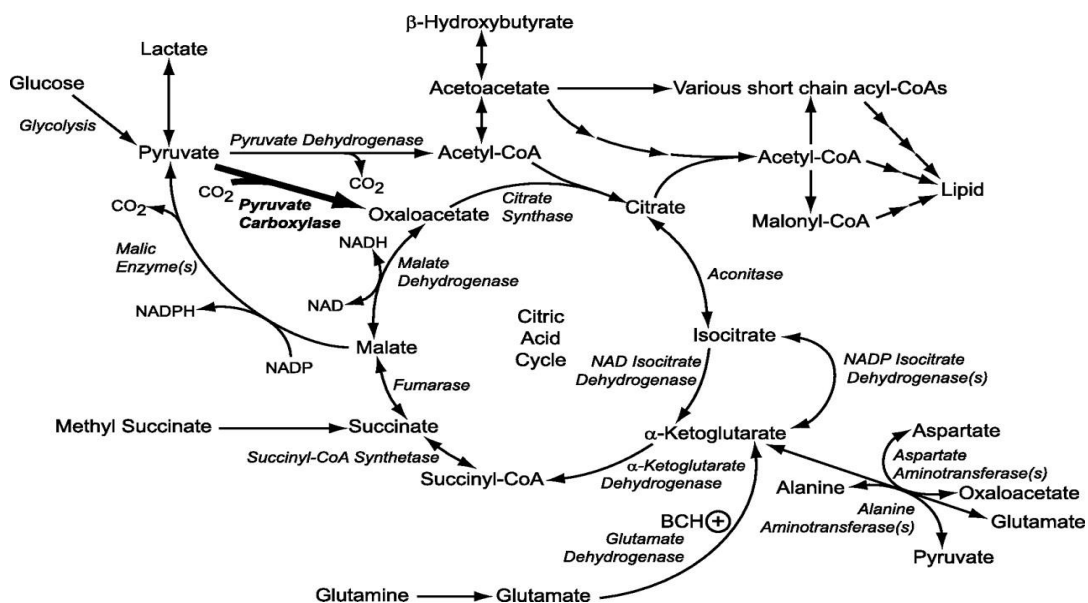 β-Hydroxybutyrate
Lactate
Glucose
Acetoacetate
Various short chain acyl-CoAs
Glycolysis
Pyruvate Dehydrogenase
Pyruvate
Acetyl-CoA
Acetyl-CoA
CO2
CO2
Lipid
Pyruvate
Carboxylase
Oxaloacetate
Citrate
Synthase
Citrate
Malonyl-CoA
CO2
NADH
Malic
Enzyme(s)
Malate
Dehydrogenase
Aconitase
NADPH
NAD
Citric
Acid
Cycle
Isocitrate
Malate
NADP
NAD Isocitrate
Dehydrogenase
NADP Isocitrate
Dehydrogenase(s)
Fumarase
Methyl Succinate
Succinate
α-Ketoglutarate
Aspartate
Succinyl-CoA Synthetase
Succinyl-CoA
α-Ketoglutarate
Dehydrogenase
Aspartate
Aminotransferase(s)
Alanine
Oxaloacetate
BCH+
Alanine
Aminotransferase(s)
Glutamate
Glutamate
Dehydrogenase
Pyruvate
Glutamine
Glutamate